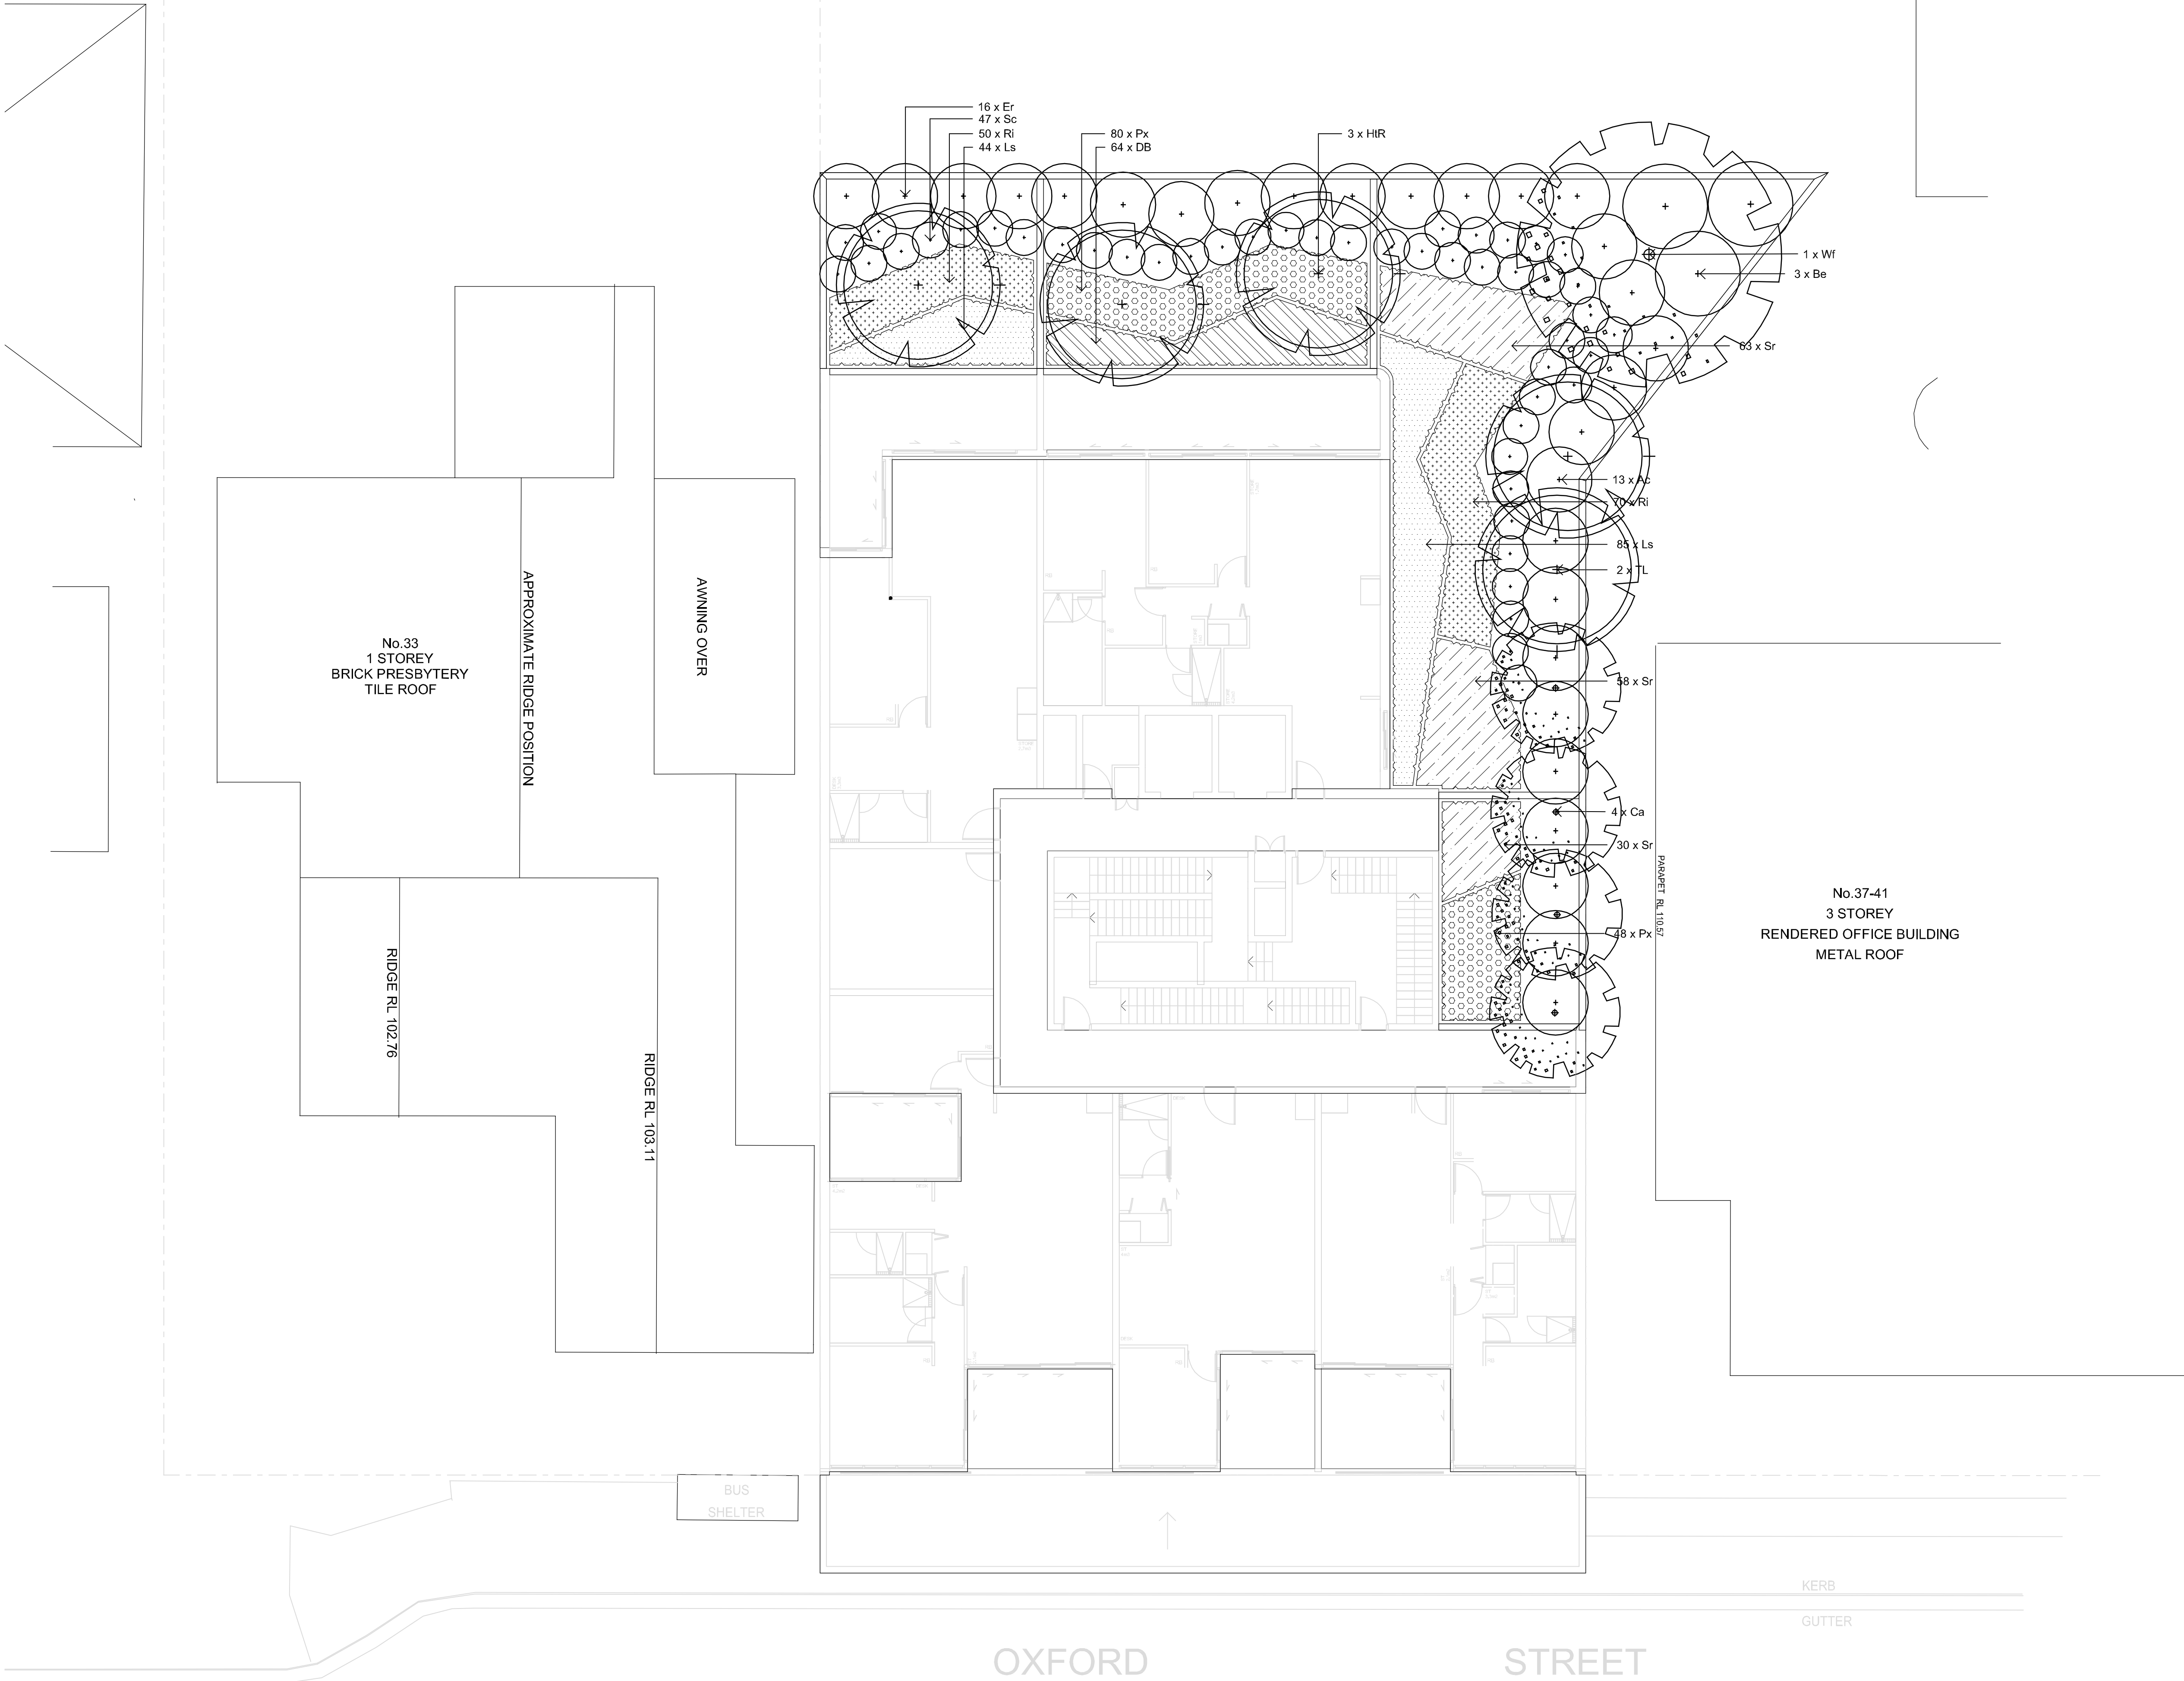 16 x Er
47 x Sc
50 x Ri
44 x Ls
80 x Px
64 x DB
3 x HtR
1 x Wf
3 x Be
63 x Sr
13 x Ac
70 x Ri
85 x Ls
2 x TL
58 x Sr
4 x Ca
30 x Sr
48 x Px
No.33
1 STOREY
BRICK PRESBYTERY
TILE ROOF
APPROXIMATE RIDGE POSITION
AWNING OVER
RIDGE RL 102.76
RIDGE RL 103.11
PARAPET RL 110.57
No.37-41
3 STOREY
RENDERED OFFICE BUILDING
METAL ROOF
BUS
SHELTER
KERB
GUTTER
OXFORD STREET